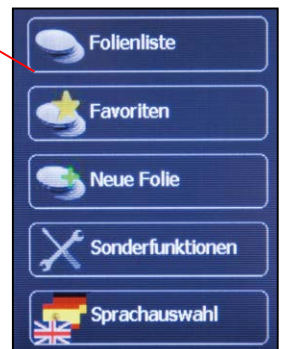 Folienliste
Favoriten
Neue Folie
Sonderfunktionen
Sprachauswahl